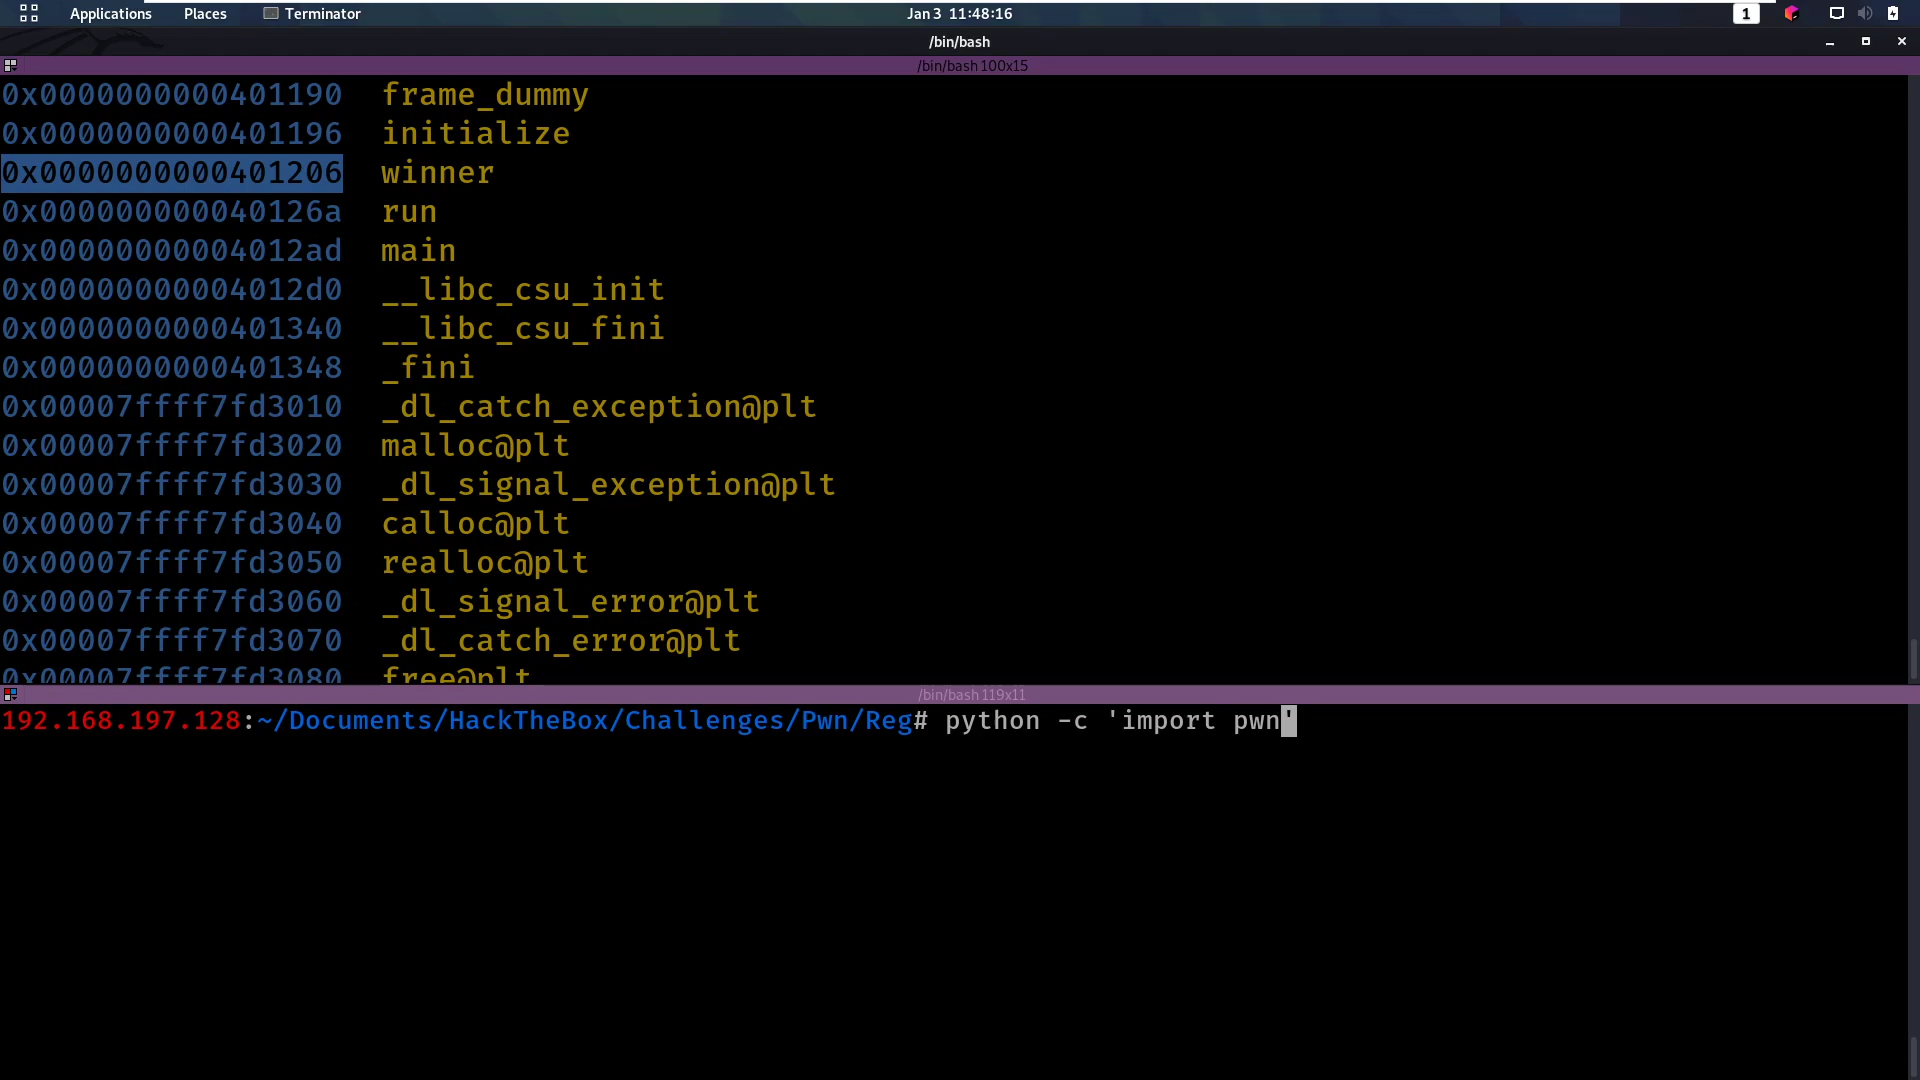 Applications Places Terminator Jan 3 11:48:16 1
/bin/bash
/bin/bash 100x15
0x0000000000401190 frame_dummy
0x0000000000401196 initialize
0x0000000000401206 winner
0x000000000040126a run
0x00000000004012ad main
0x00000000004012d0 __libc_csu_init
0x0000000000401340 __libc_csu_fini
0x0000000000401348 _fini
0x00007ffff7fd3010 _dl_catch_exception@plt
0x00007ffff7fd3020 malloc@plt
0x00007ffff7fd3030 _dl_signal_exception@plt
0x00007ffff7fd3040 calloc@plt
0x00007ffff7fd3050 realloc@plt
0x00007ffff7fd3060 _dl_signal_error@plt
0x00007ffff7fd3070 _dl_catch_error@plt
0x00007ffff7fd3080 free@plt
/bin/bash 119x11
192.168.197.128:~/Documents/HackTheBox/Challenges/Pwn/Reg# python -c 'import pwn'